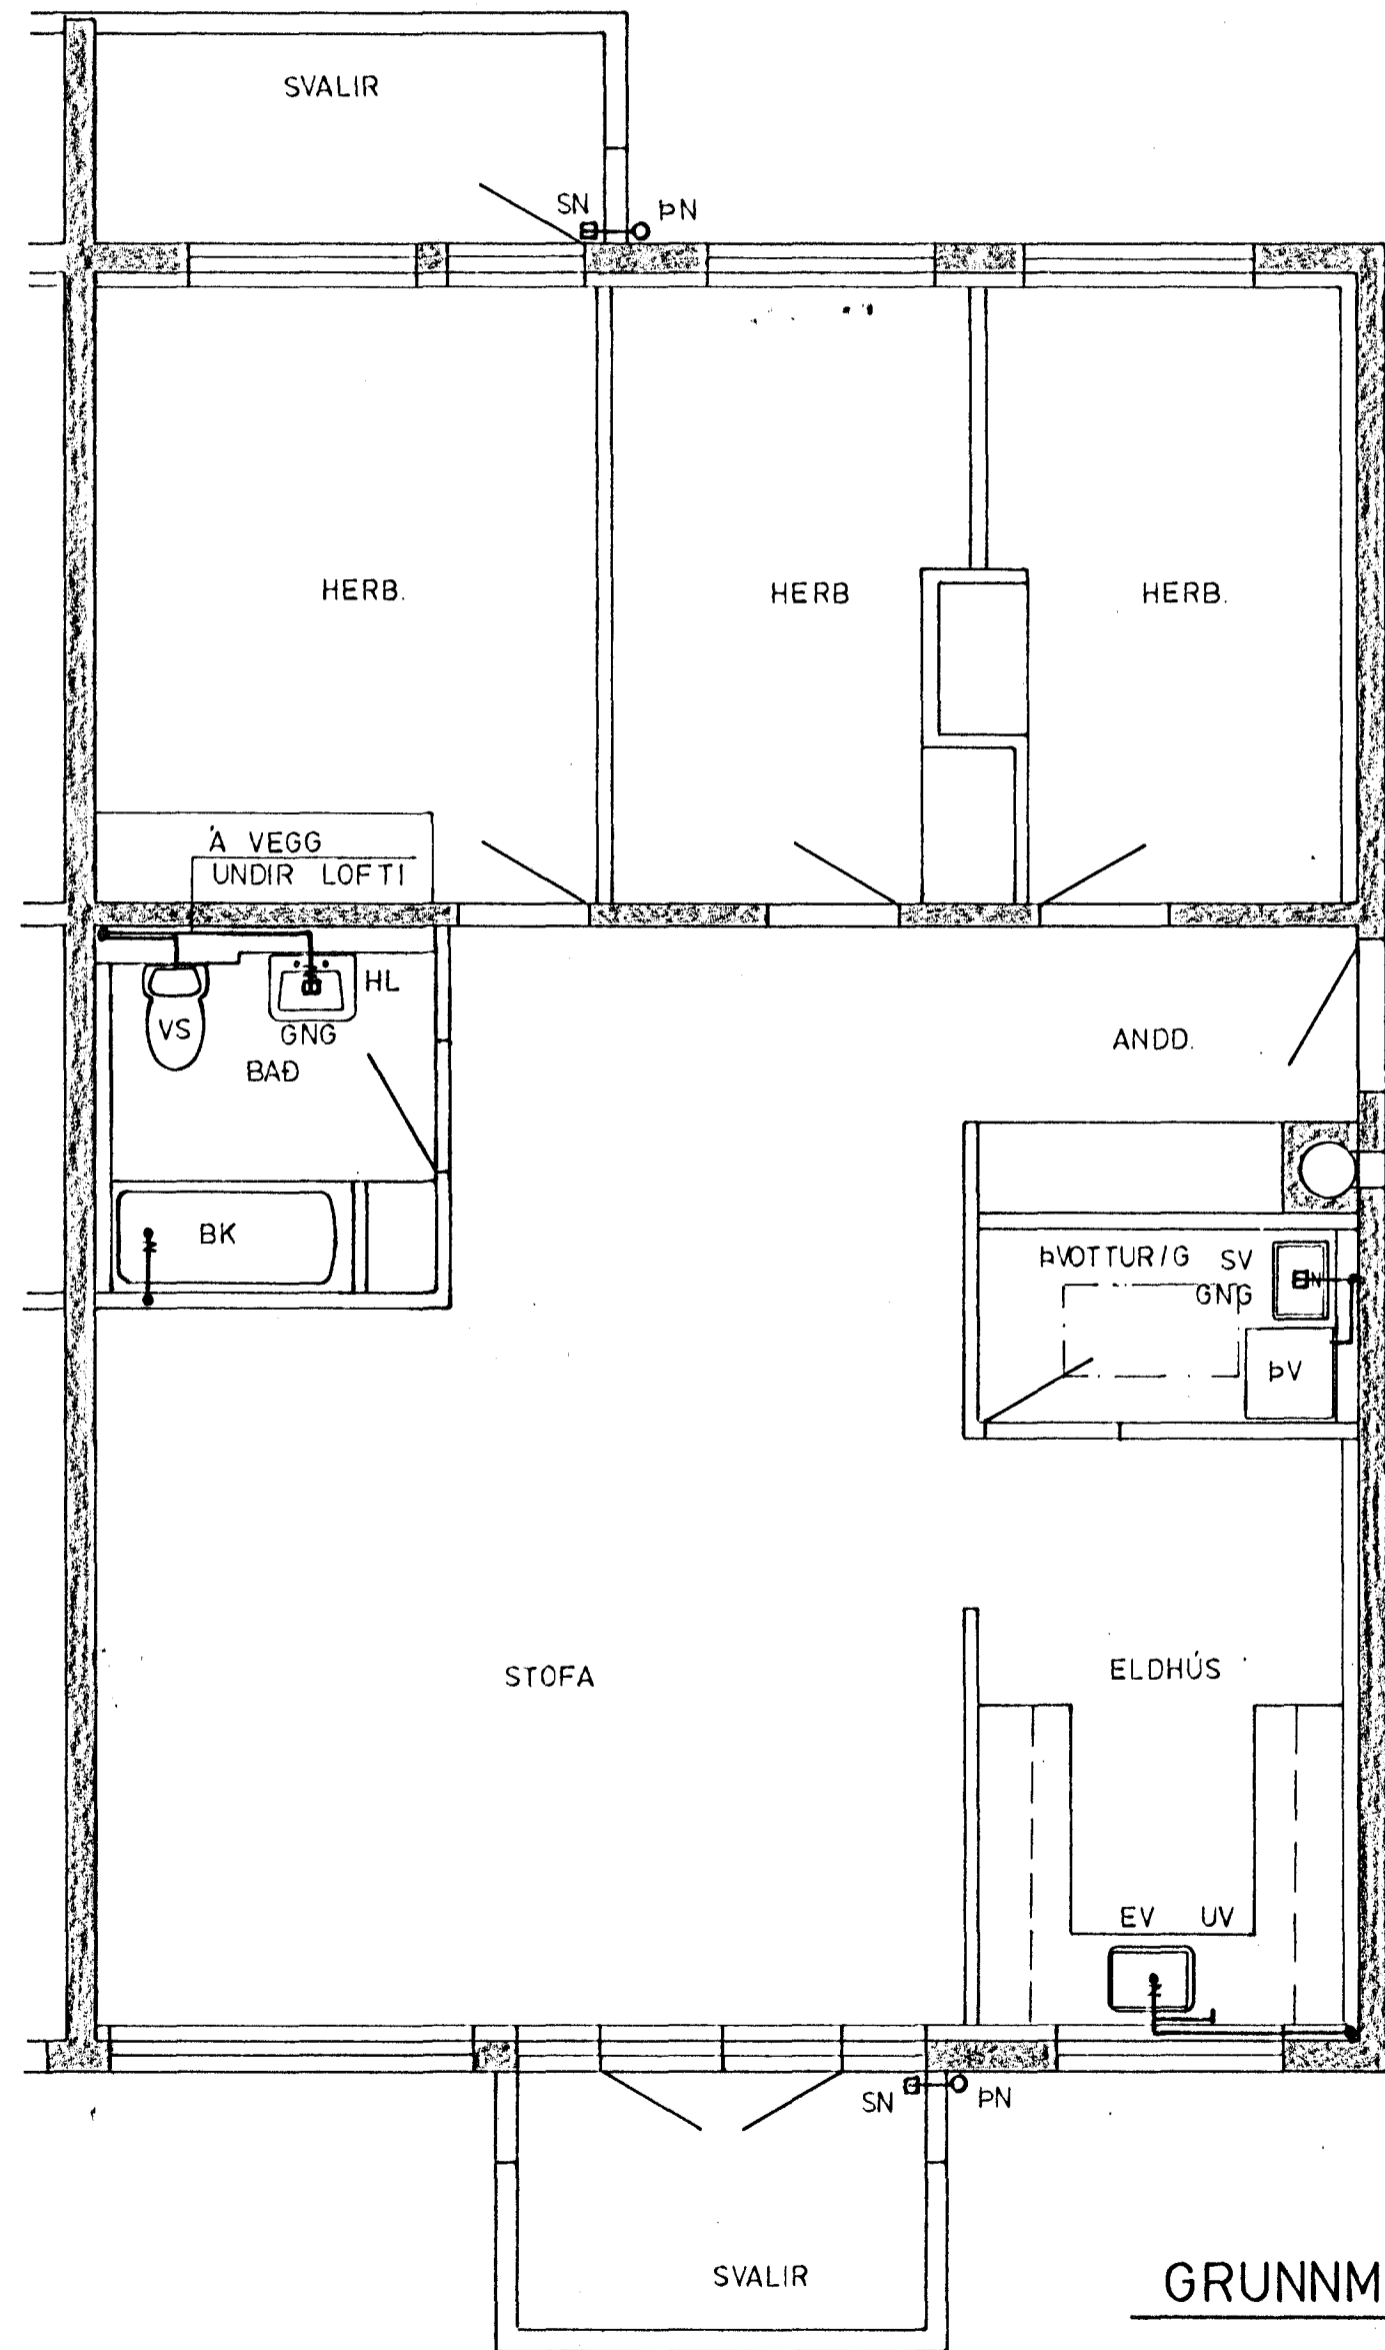 SVALIR
SN ÞN
HERB.
HERB
HERB.
Á VEGG
UNDIR LOFTI
HL
VS
GNG
BAÐ
ANDD.
BK
ÞVOTTUR/G SV
GNG
ÞV
STOFA
ELDHÚS
EV UV
SN ÞN
SVALIR
GRUNNM